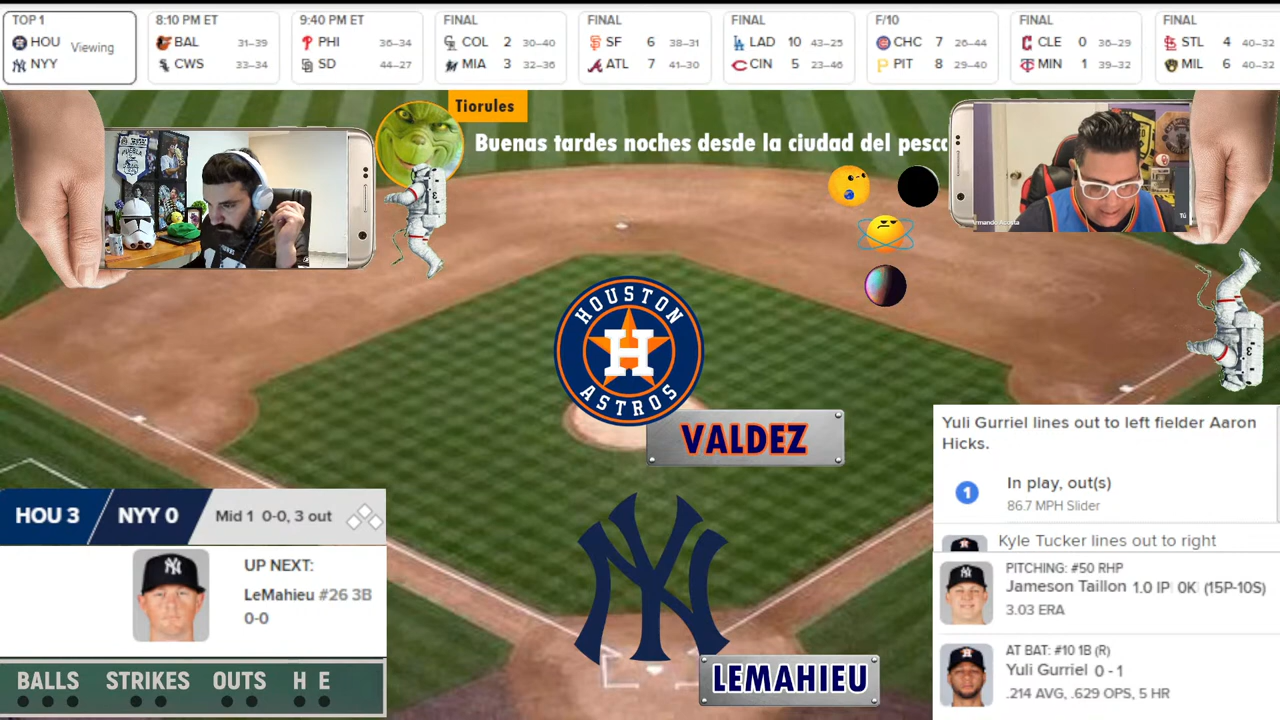 TOP 1
HOU Viewing
NYY
8:10 PM ET
BAL 31-39
CWS 33-34
9:40 PM ET
PHI 36-34
SD 44-27
FINAL
COL 2 30-40
MIA 3 32-36
FINAL
SF 6 38-31
ATL 7 41-30
FINAL
LAD 10 43-25
CIN 5 23-46
F/10
CHC 7 26-44
PIT 8 29-40
FINAL
CLE 0 36-29
MIN 1 39-32
FINAL
STL 4 40-32
MIL 6 40-32
Tiorules
Buenas tardes noches desde la ciudad del pesc
Tú
HOUSTON
H
ASTROS
VALDEZ
NY
LEMAHIEU
HOU 3 NYY 0 Mid 1 0-0, 3 out
UP NEXT:
LeMahieu #26 3B
0-0
BALLS STRIKES OUTS H E
Yuli Gurriel lines out to left fielder Aaron
Hicks.
1 In play, out(s)
86.7 MPH Slider
Kyle Tucker lines out to right
PITCHING: #50 RHP
Jameson Taillon 1.0 IP 0K (15P-10S)
3.03 ERA
AT BAT: #10 1B (R)
Yuli Gurriel 0-1
.214 AVG, .629 OPS, 5 HR